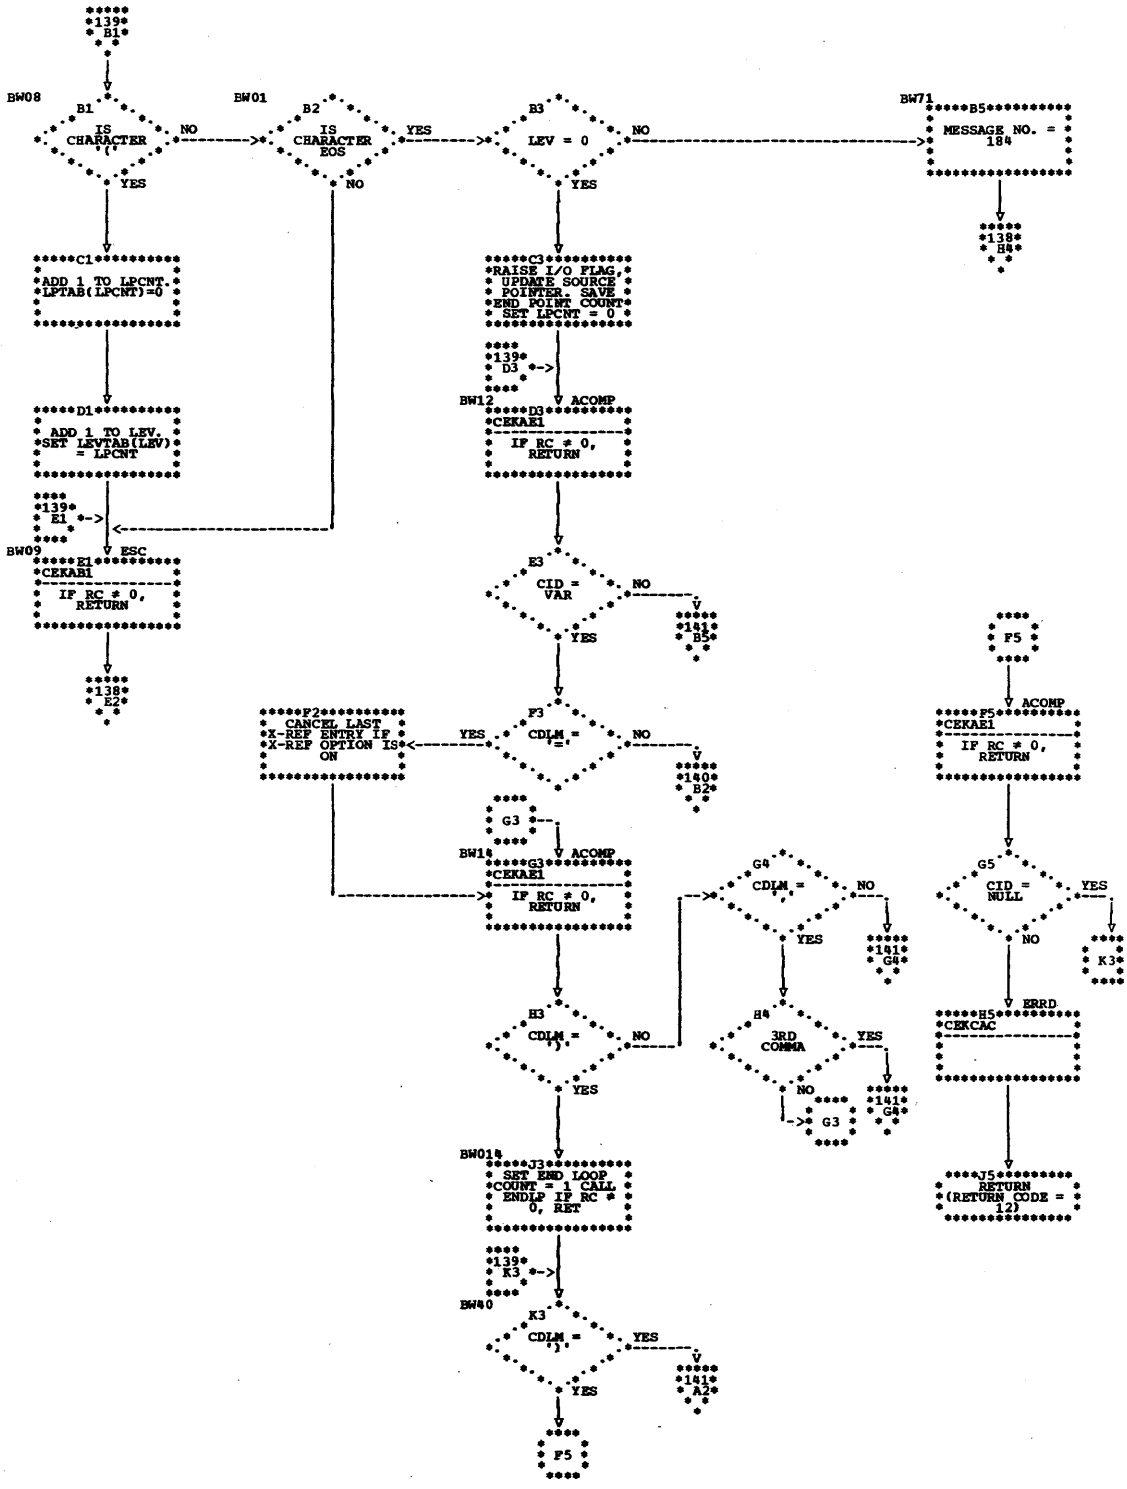 139
B1
BW08
B1
IS
CHARACTER
'('
NO
YES
BW01
B2
IS
CHARACTER
EOS
YES
NO
B3
LEV = 0
NO
YES
BW71
B5
MESSAGE NO. =
184
138
H4
C1
ADD 1 TO LPCNT.
LPTAB(LPCNT)=0
C3
RAISE I/O FLAG,
UPDATE SOURCE
POINTER. SAVE
END POINT COUNT
SET LPCNT = 0
139
D3
D1
ADD 1 TO LEV.
SET LEVTAB(LEV)
= LPCNT
BW12
ACOMP
D3
CEKAE1
IF RC ≠ 0,
RETURN
139
E1
BW09
ESC
E1
CEKAB1
IF RC ≠ 0,
RETURN
138
E2
E3
CID =
VAR
NO
YES
141
B5
F5
F2
CANCEL LAST
X-REF ENTRY IF
X-REF OPTION IS
ON
F3
CDLM =
'='
YES
NO
140
B2
ACOMP
F5
CEKAE1
IF RC ≠ 0,
RETURN
G3
BW14
ACOMP
G3
CEKAE1
IF RC ≠ 0,
RETURN
G4
CDLM =
','
NO
YES
141
G4
G5
CID =
NULL
YES
NO
K3
H3
CDLM =
')'
NO
YES
H4
3RD
COMMA
YES
NO
G3
141
G4
ERRD
H5
CEKCAC
BW014
J3
SET END LOOP
COUNT = 1 CALL
ENDLP IF RC ≠
0, RET
J5
RETURN
(RETURN CODE =
12)
139
K3
BW40
K3
CDLM =
')'
YES
YES
141
A2
F5